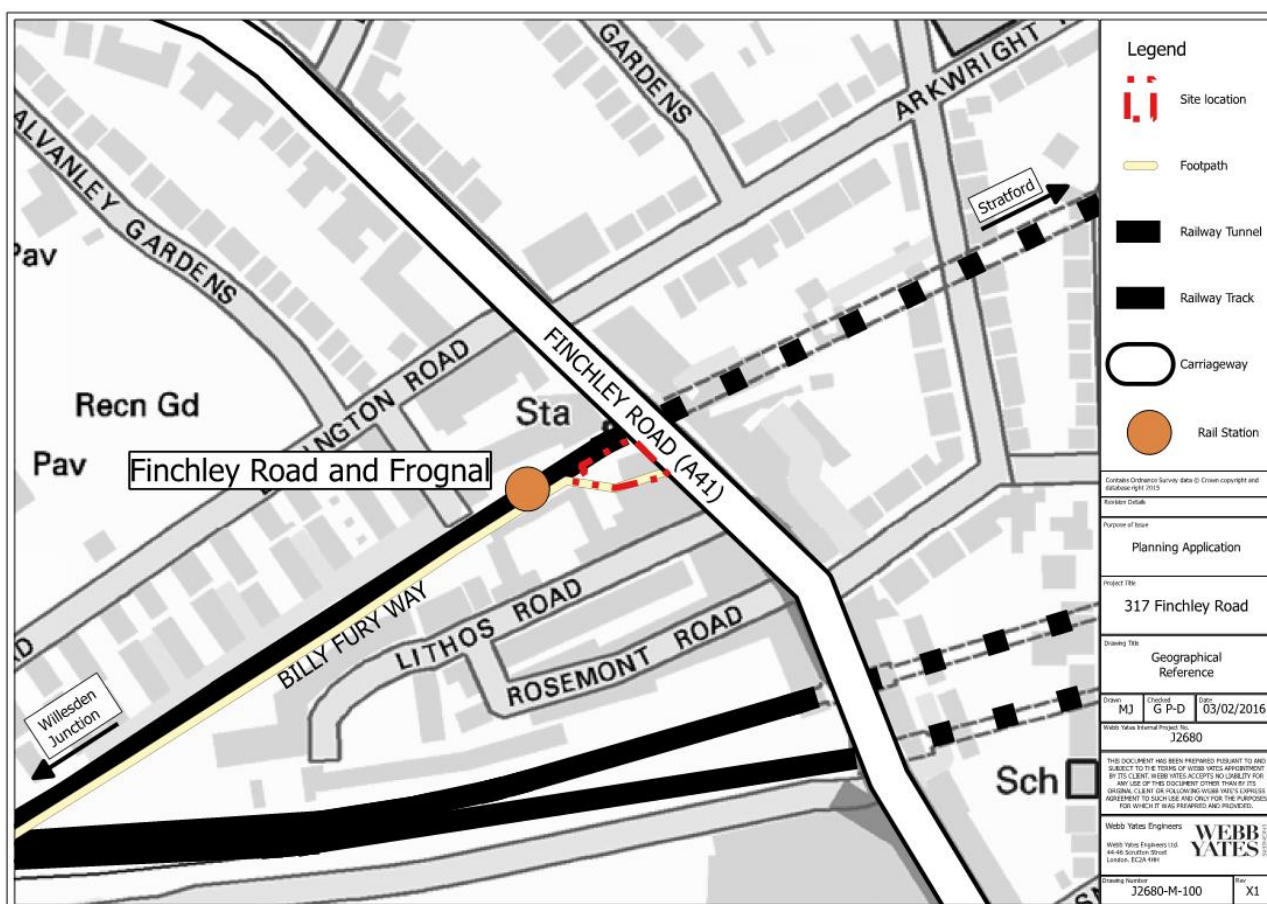 GARDENS
ARKWRIGHT
ALVANLEY GARDENS
Pav
Stratford
FINCHLEY ROAD (A41)
Recn Gd
INGTON ROAD
Sta
Pav
Finchley Road and Frognal
BILLY FURY WAY
LITHOS ROAD
ROSEMONT ROAD
Willesden
Junction
Sch
Legend
Site location
Footpath
Railway Tunnel
Railway Track
Carriageway
Rail Station
Contains Ordnance Survey data © Crown copyright and
database right 2015
Revision Details
Purpose of Issue
Planning Application
Project Title
317 Finchley Road
Drawing Title
Geographical
Reference
Drawn
MJ
Checked
G P-D
Date
03/02/2016
Webb Yates Internal Project No.
J2680
THIS DOCUMENT HAS BEEN PREPARED PUSUANT TO AND
SUBJECT TO THE TERMS OF WEBB YATES APPOINTMENT
BY ITS CLIENT. WEBB YATES ACCEPTS NO LIABILITY FOR
ANY USE OF THIS DOCUMENT OTHER THAN BY ITS
ORIGINAL CLIENT OR FOLLOWING WEBB YATE'S EXPRESS
AGREEMENT TO SUCH USE AND ONLY FOR THE PURPOSES
FOR WHICH IT WAS PREAPRED AND PROVIDED.
Webb Yates Engineers
Webb Yates Engineers Ltd
44-46 Scrutton Street
London. EC2A 4HH
WEBB
YATES
ENGINEERS
Drawing Number
J2680-M-100
Rev
X1